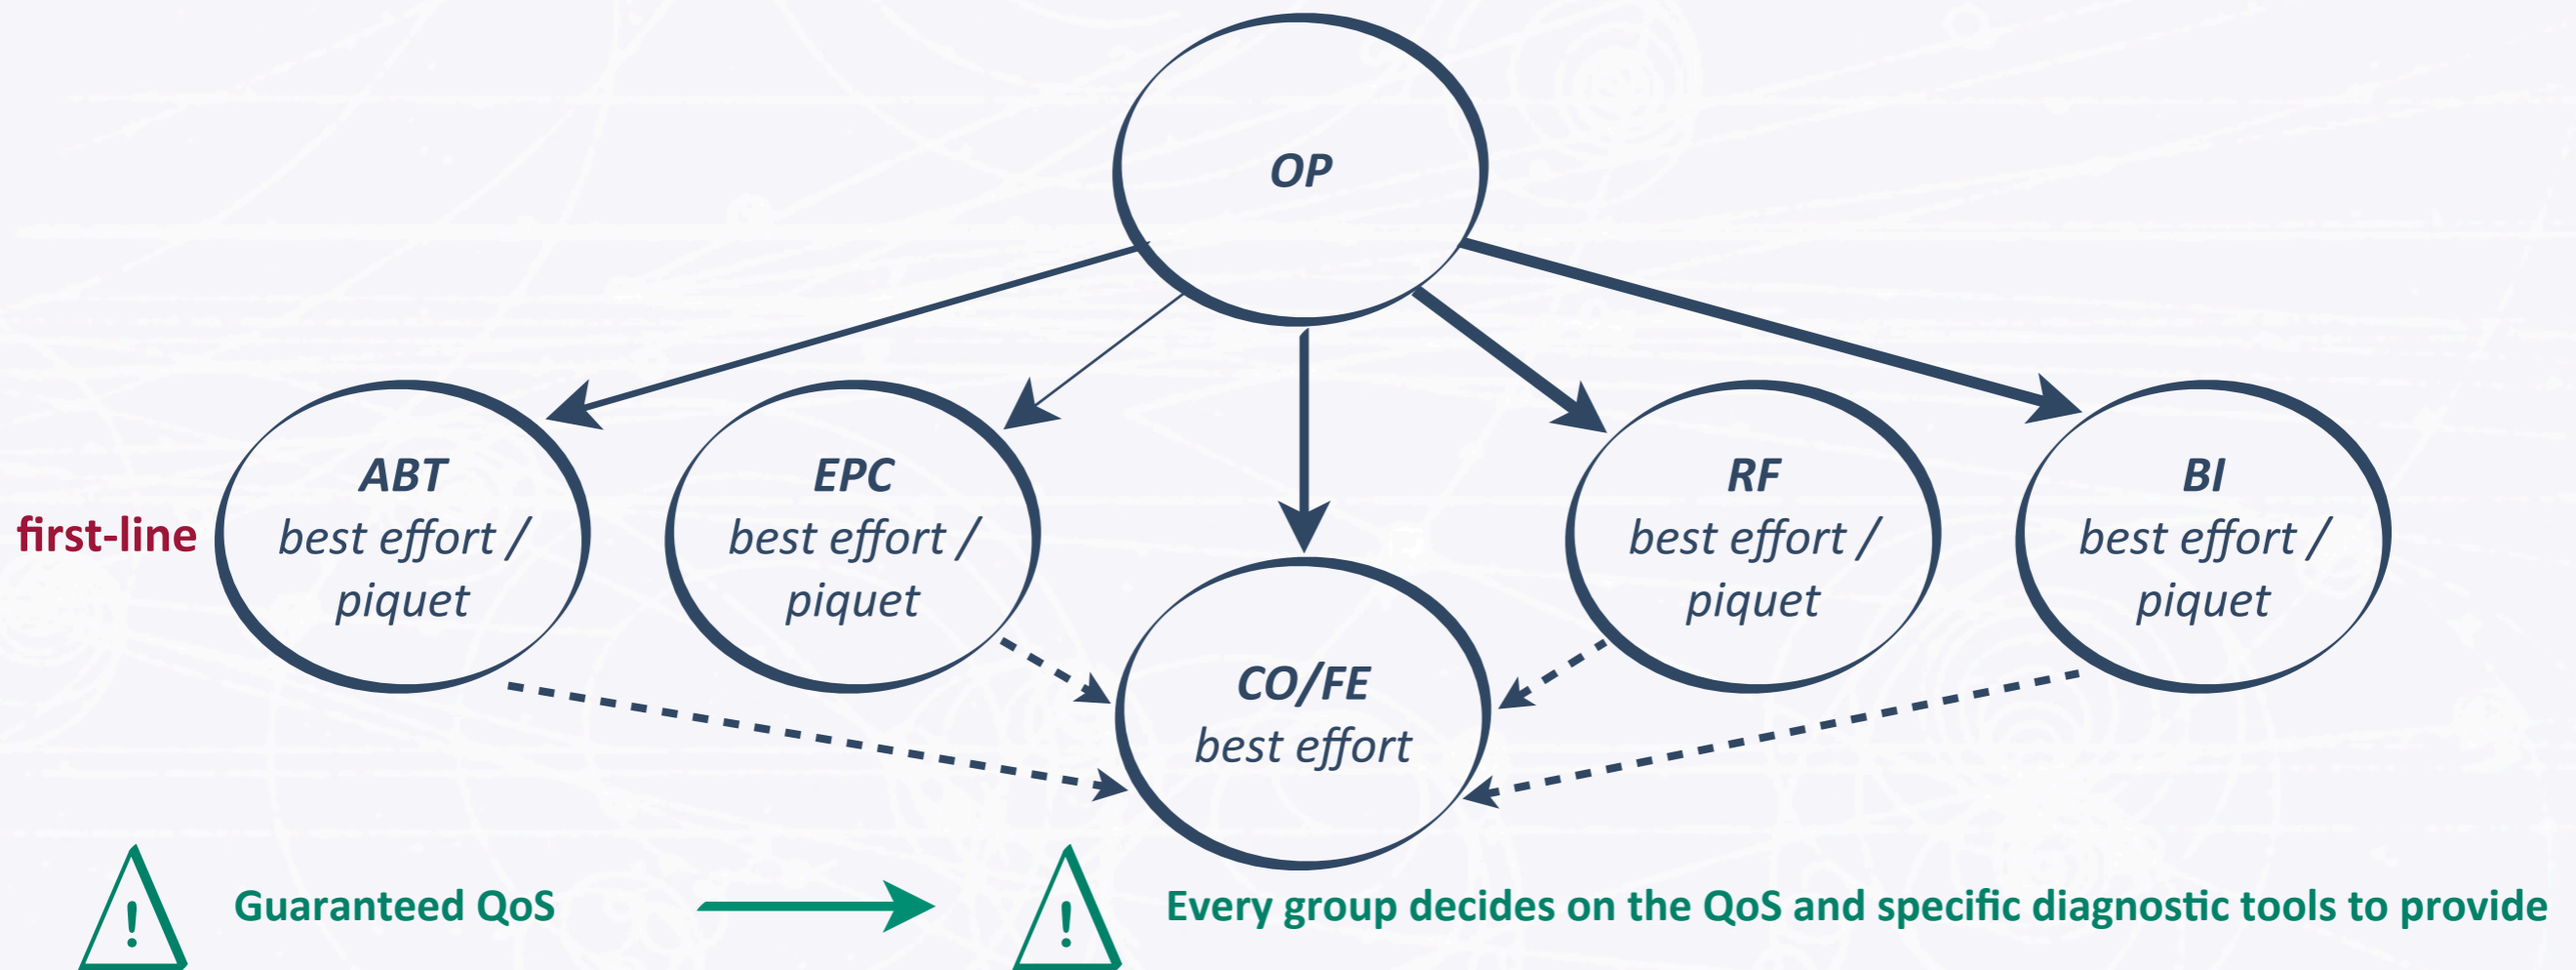 OP
first-line
ABT
best effort /
piquet
EPC
best effort /
piquet
RF
best effort /
piquet
BI
best effort /
piquet
CO/FE
best effort
! Guaranteed QoS
! Every group decides on the QoS and specific diagnostic tools to provide